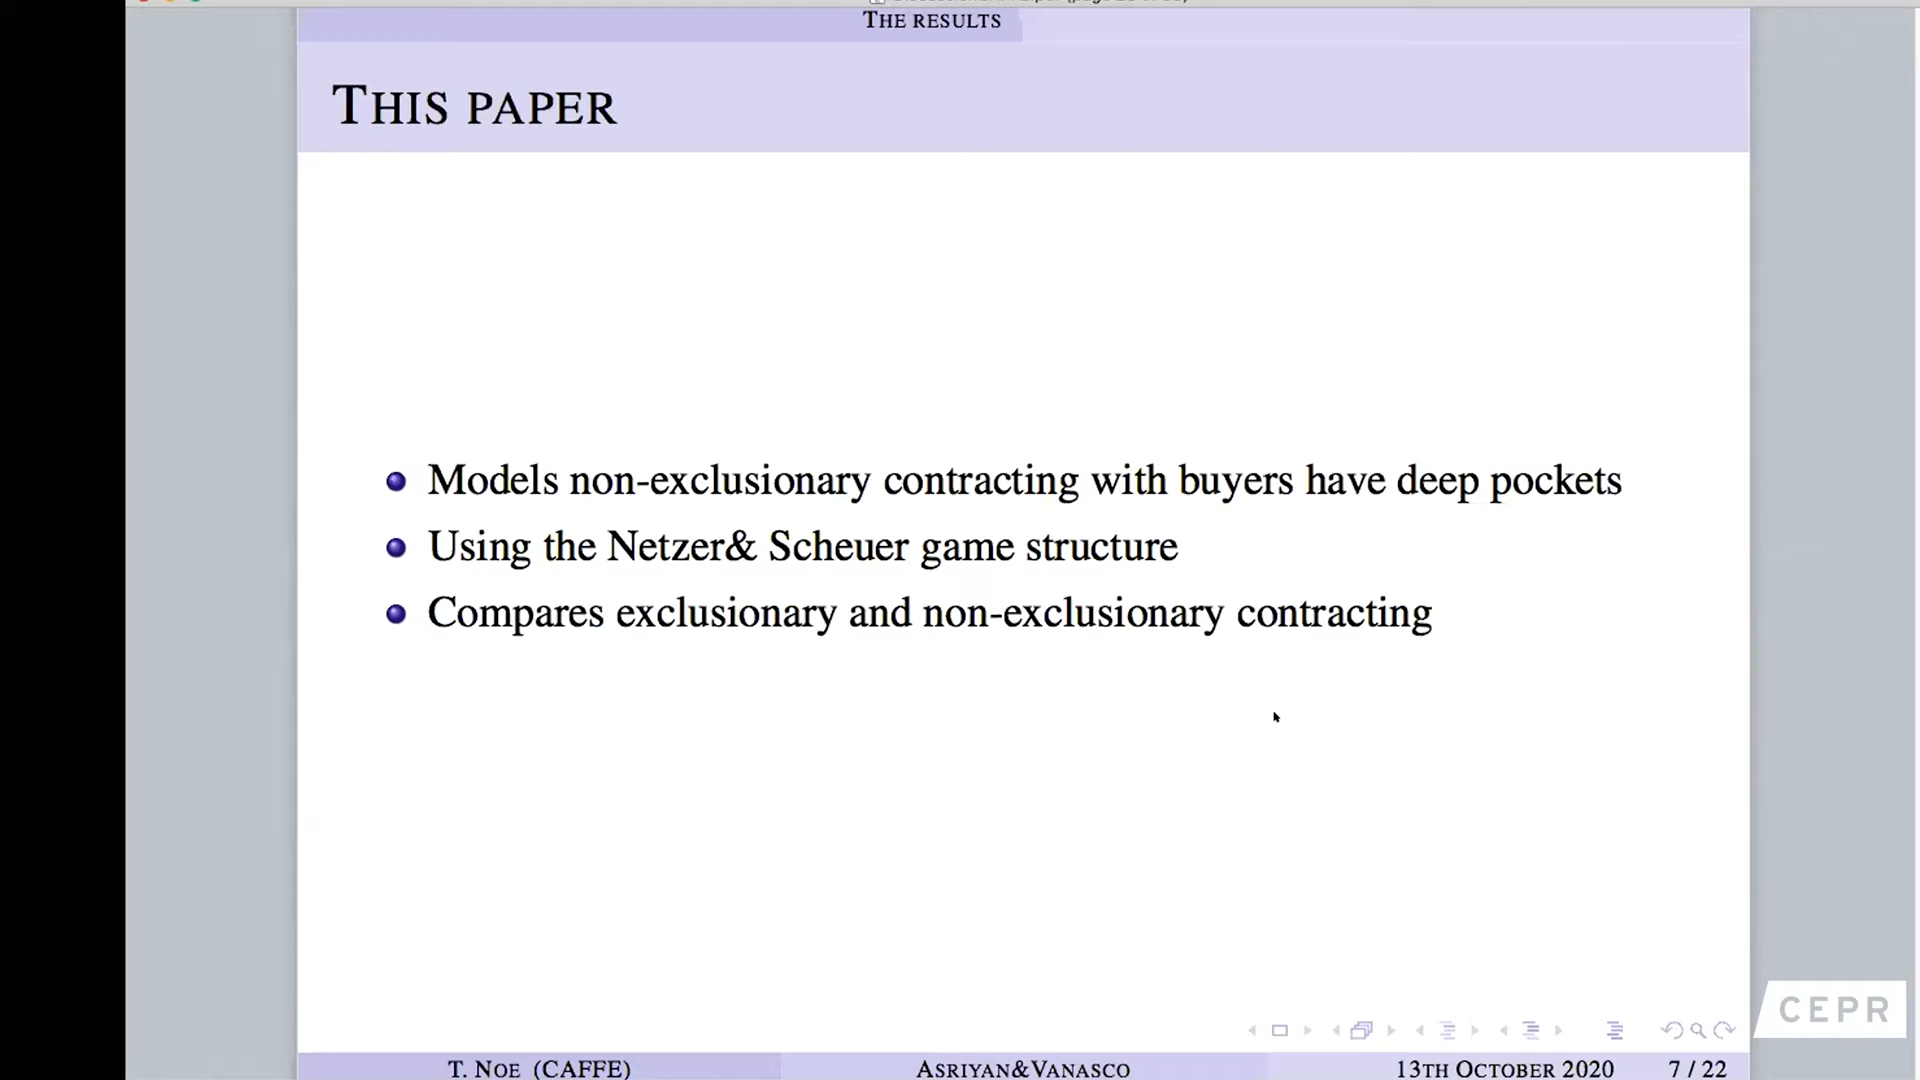 THE RESULTS
THIS PAPER
Models non-exclusionary contracting with buyers have deep pockets
Using the Netzer& Scheuer game structure
Compares exclusionary and non-exclusionary contracting
CEPR
T. NOE (CAFFE) ASRIYAN&VANASCO 13TH OCTOBER 2020 7 / 22